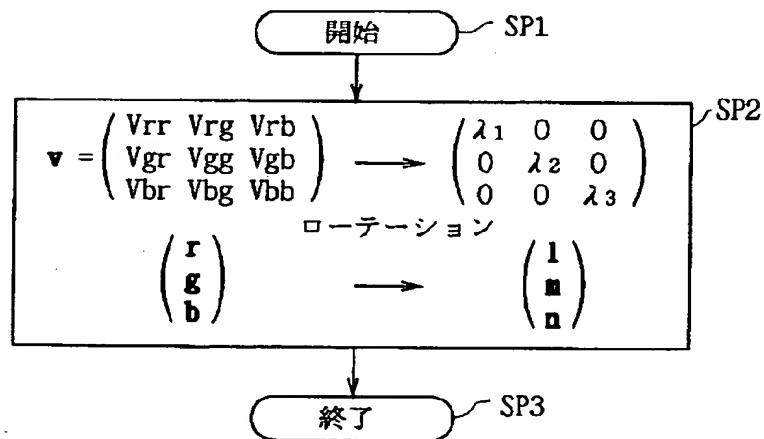 開始 SP1
SP2
v = ( Vrr Vrg Vrb ) → ( λ1 0 0 )
( Vgr Vgg Vgb ) ( 0 λ2 0 )
( Vbr Vbg Vbb ) ( 0 0 λ3 )
ローテーション
( r ) → ( l )
( g ) ( m )
( b ) ( n )
終了 SP3